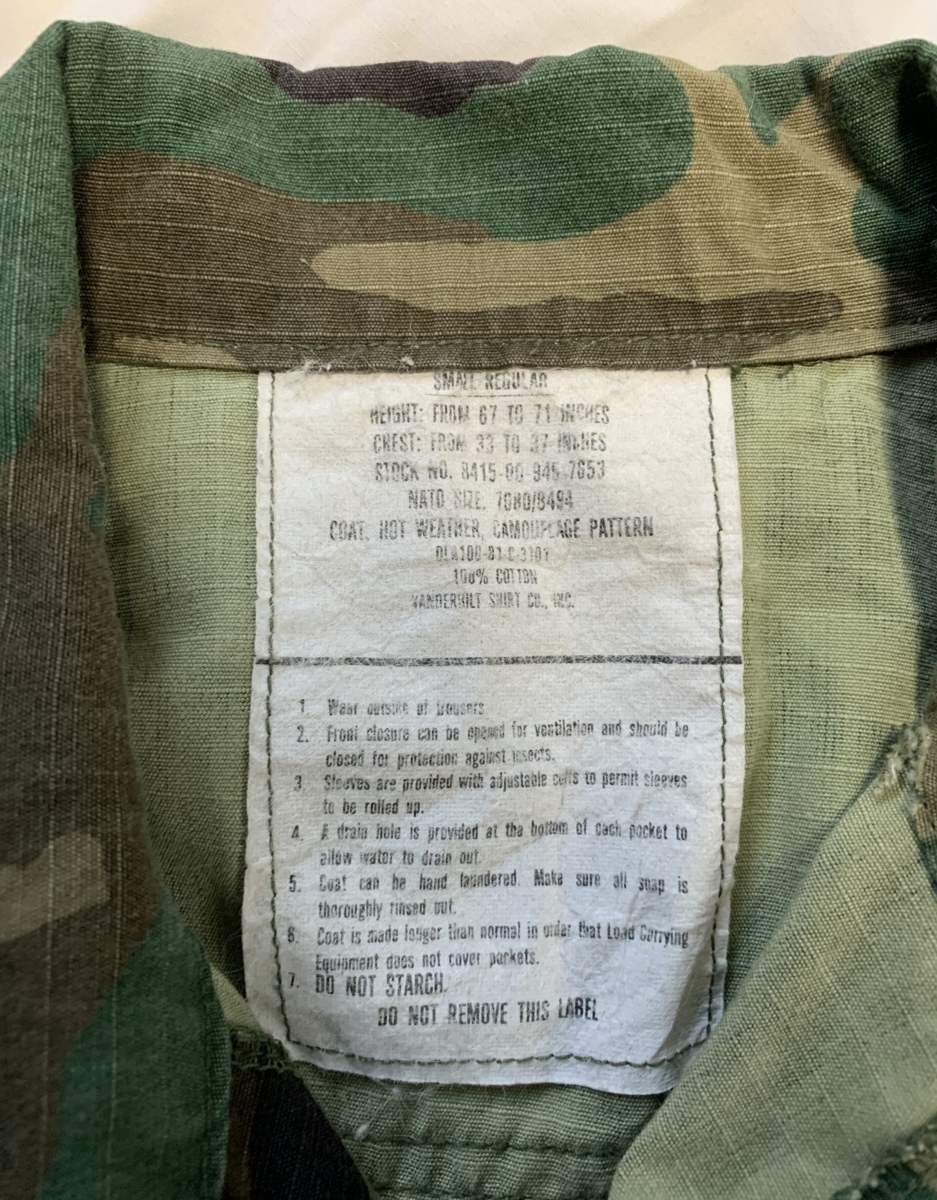 SMALL REGULAR
HEIGHT: FROM 67 TO 71 INCHES
CHEST: FROM 33 TO 37 INCHES
STOCK NO. 8415-00-945-7653
NATO SIZE. 7080/8494
COAT, HOT WEATHER, CAMOUFLAGE PATTERN
DLA100-81-C-3101
100% COTTON
VANDERBILT SHIRT CO., INC.
1. Wear outside of trousers
2. Front closure can be opened for ventilation and should be
closed for protection against insects.
3. Sleeves are provided with adjustable cuffs to permit sleeves
to be rolled up.
4. A drain hole is provided at the bottom of each pocket to
allow water to drain out.
5. Coat can be hand laundered. Make sure all soap is
thoroughly rinsed out.
6. Coat is made longer than normal in order that Load Carrying
Equipment does not cover pockets.
7. DO NOT STARCH.
DO NOT REMOVE THIS LABEL